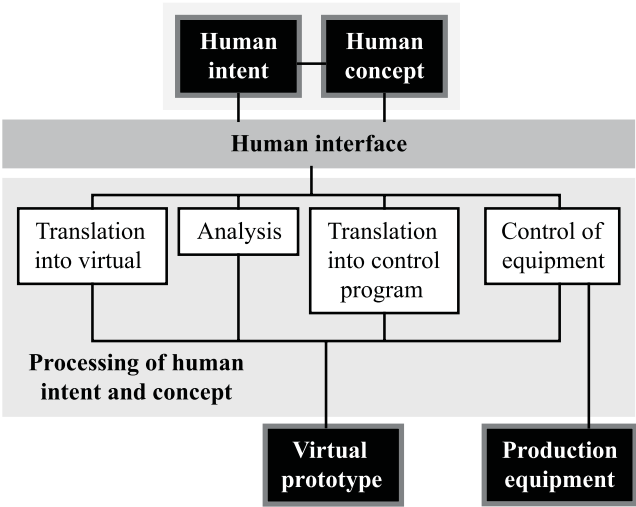 Human
intent
Human
concept
Human interface
Translation
into virtual
Analysis
Translation
into control
program
Control of
equipment
Processing of human
intent and concept
Virtual
prototype
Production
equipment